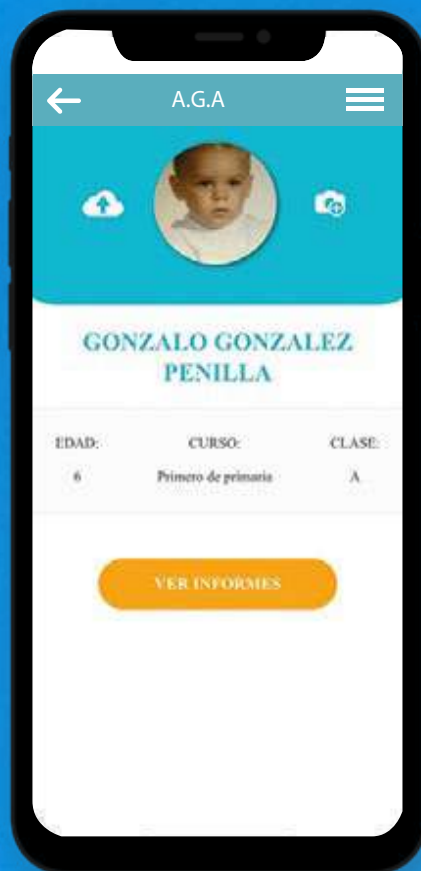 A.G.A
GONZALO GONZALEZ
PENILLA
EDAD: CURSO: CLASE:
6 Primero de primaria A
VER INFORMES